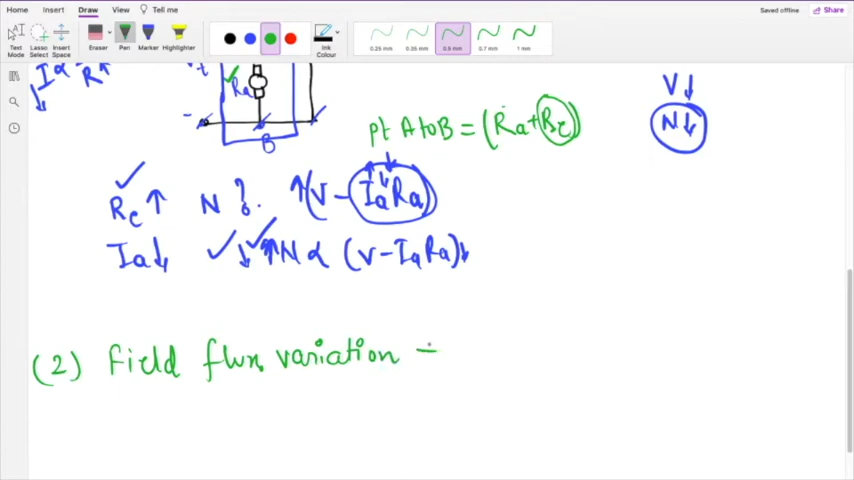 Home Insert Draw View Tell me Saved offline Share
Text Mode Lasso Select Insert Space Eraser Pen Marker Highlighter Ink Colour 0.25 mm 0.35 mm 0.5 mm 0.7 mm 1 mm
I α 1/R ↑
↓
Ra
V ↓
N ↓
B
pt A to B = (Ra + Rc)
Rc ↑ N ? ↑(V - IaRa)
Ia ↓ ↓ ↑ N α (V - IaRa) ↓
(2) Field flux variation -